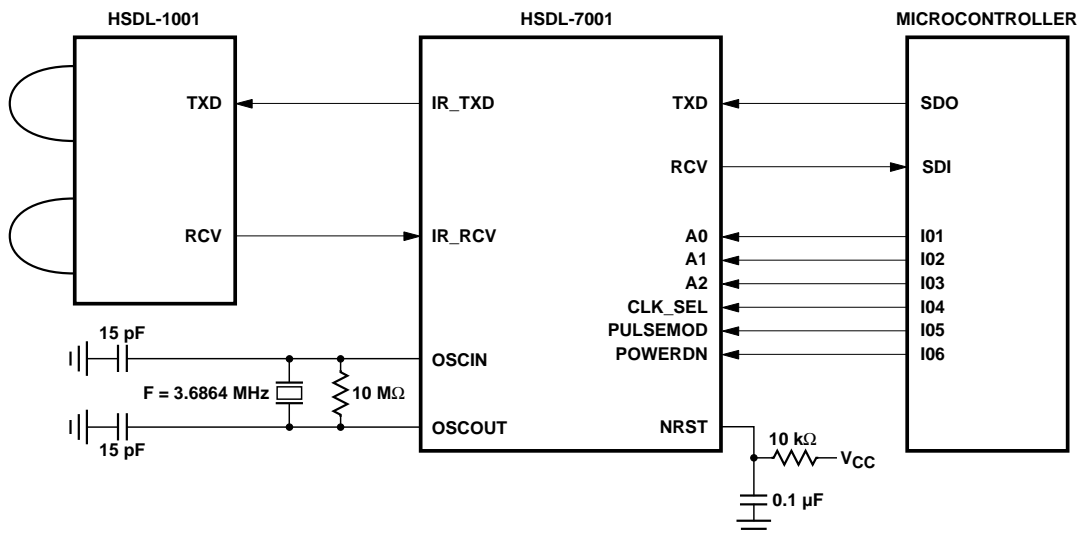 HSDL-1001
HSDL-7001
MICROCONTROLLER
TXD
IR_TXD
TXD
SDO
RCV
SDI
RCV
IR_RCV
A0
I01
A1
I02
A2
I03
CLK_SEL
I04
15 pF
PULSEMOD
I05
OSCIN
POWERDN
I06
F = 3.6864 MHz
10 MΩ
OSCOUT
NRST
15 pF
10 kΩ
VCC
0.1 µF